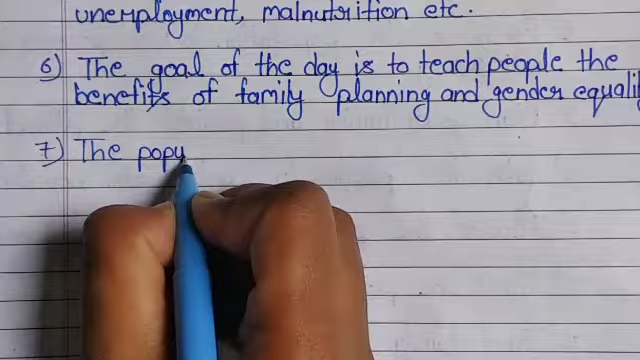 unemployment, malnutrition etc.
6) The goal of the day is to teach people the
benefits of family planning and gender equali
7) The popu